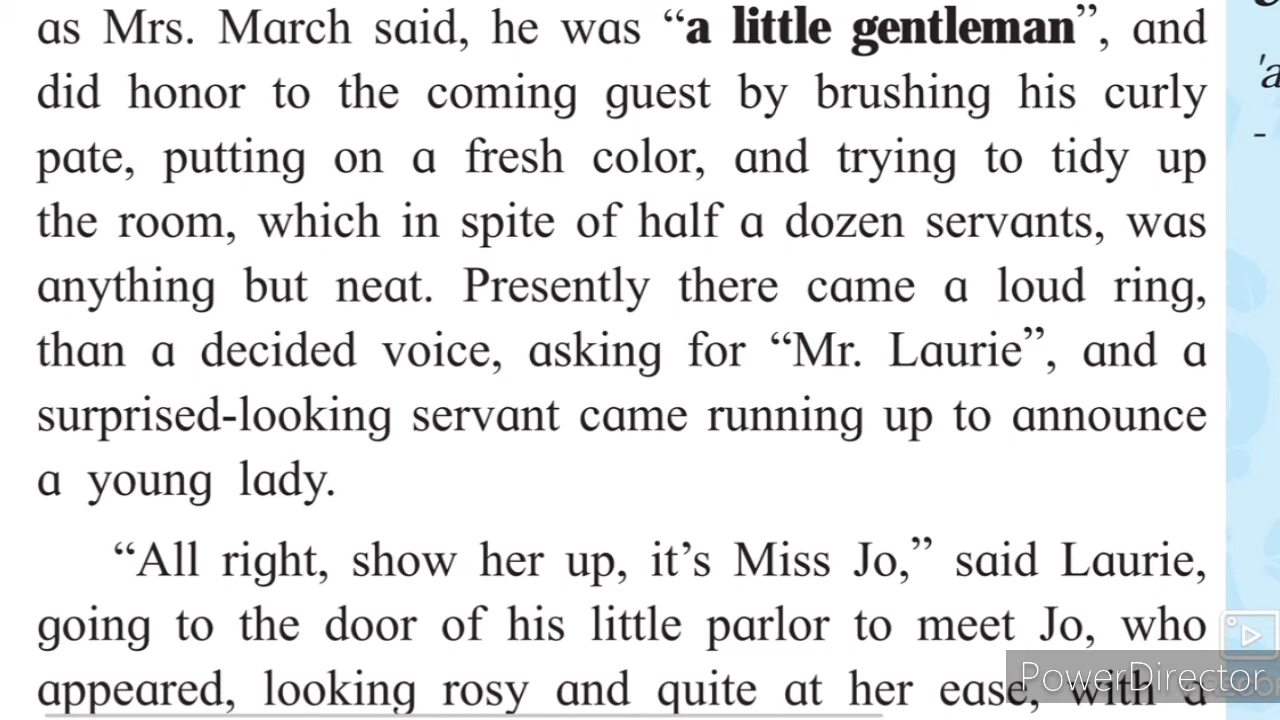 as Mrs. March said, he was “a little gentleman”, and
did honor to the coming guest by brushing his curly
pate, putting on a fresh color, and trying to tidy up
the room, which in spite of half a dozen servants, was
anything but neat. Presently there came a loud ring,
than a decided voice, asking for “Mr. Laurie”, and a
surprised-looking servant came running up to announce
a young lady.
“All right, show her up, it’s Miss Jo,” said Laurie,
going to the door of his little parlor to meet Jo, who
appeared, looking rosy and quite at her ease, with a
PowerDirector